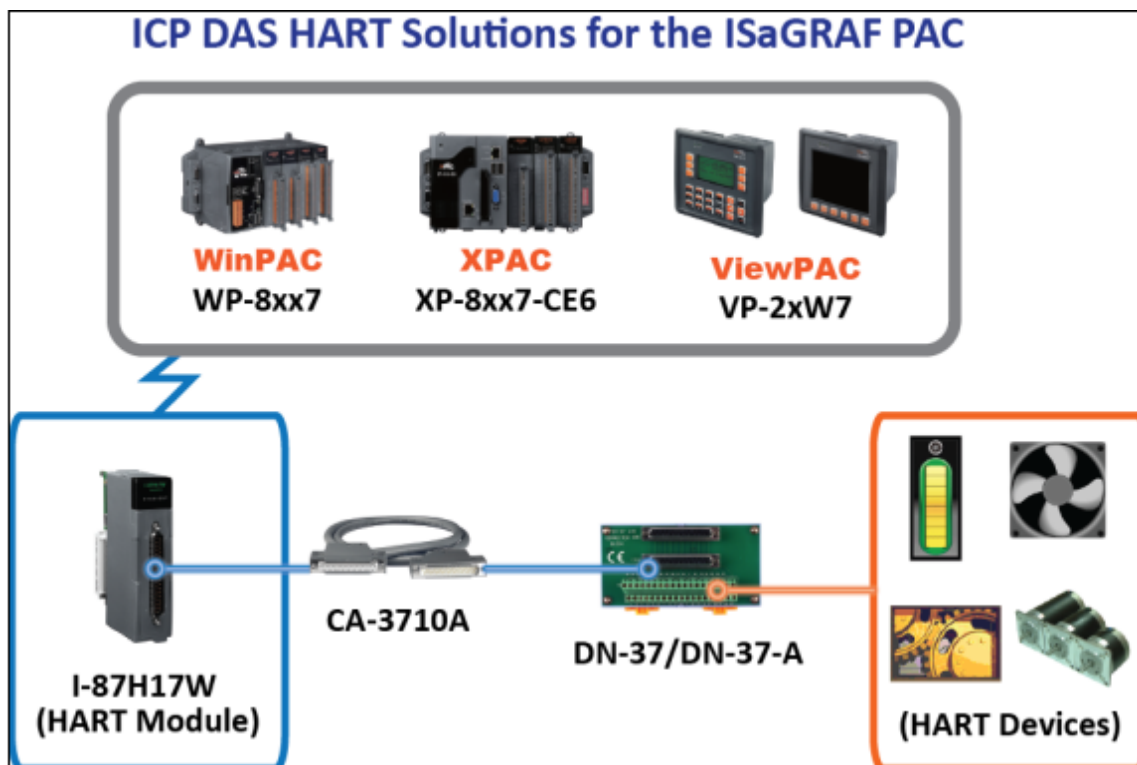 ICP DAS HART Solutions for the ISaGRAF PAC
WinPAC
WP-8xx7
XPAC
XP-8xx7-CE6
ViewPAC
VP-2xW7
I-87H17W
(HART Module)
CA-3710A
CE
DN-37/DN-37-A
(HART Devices)